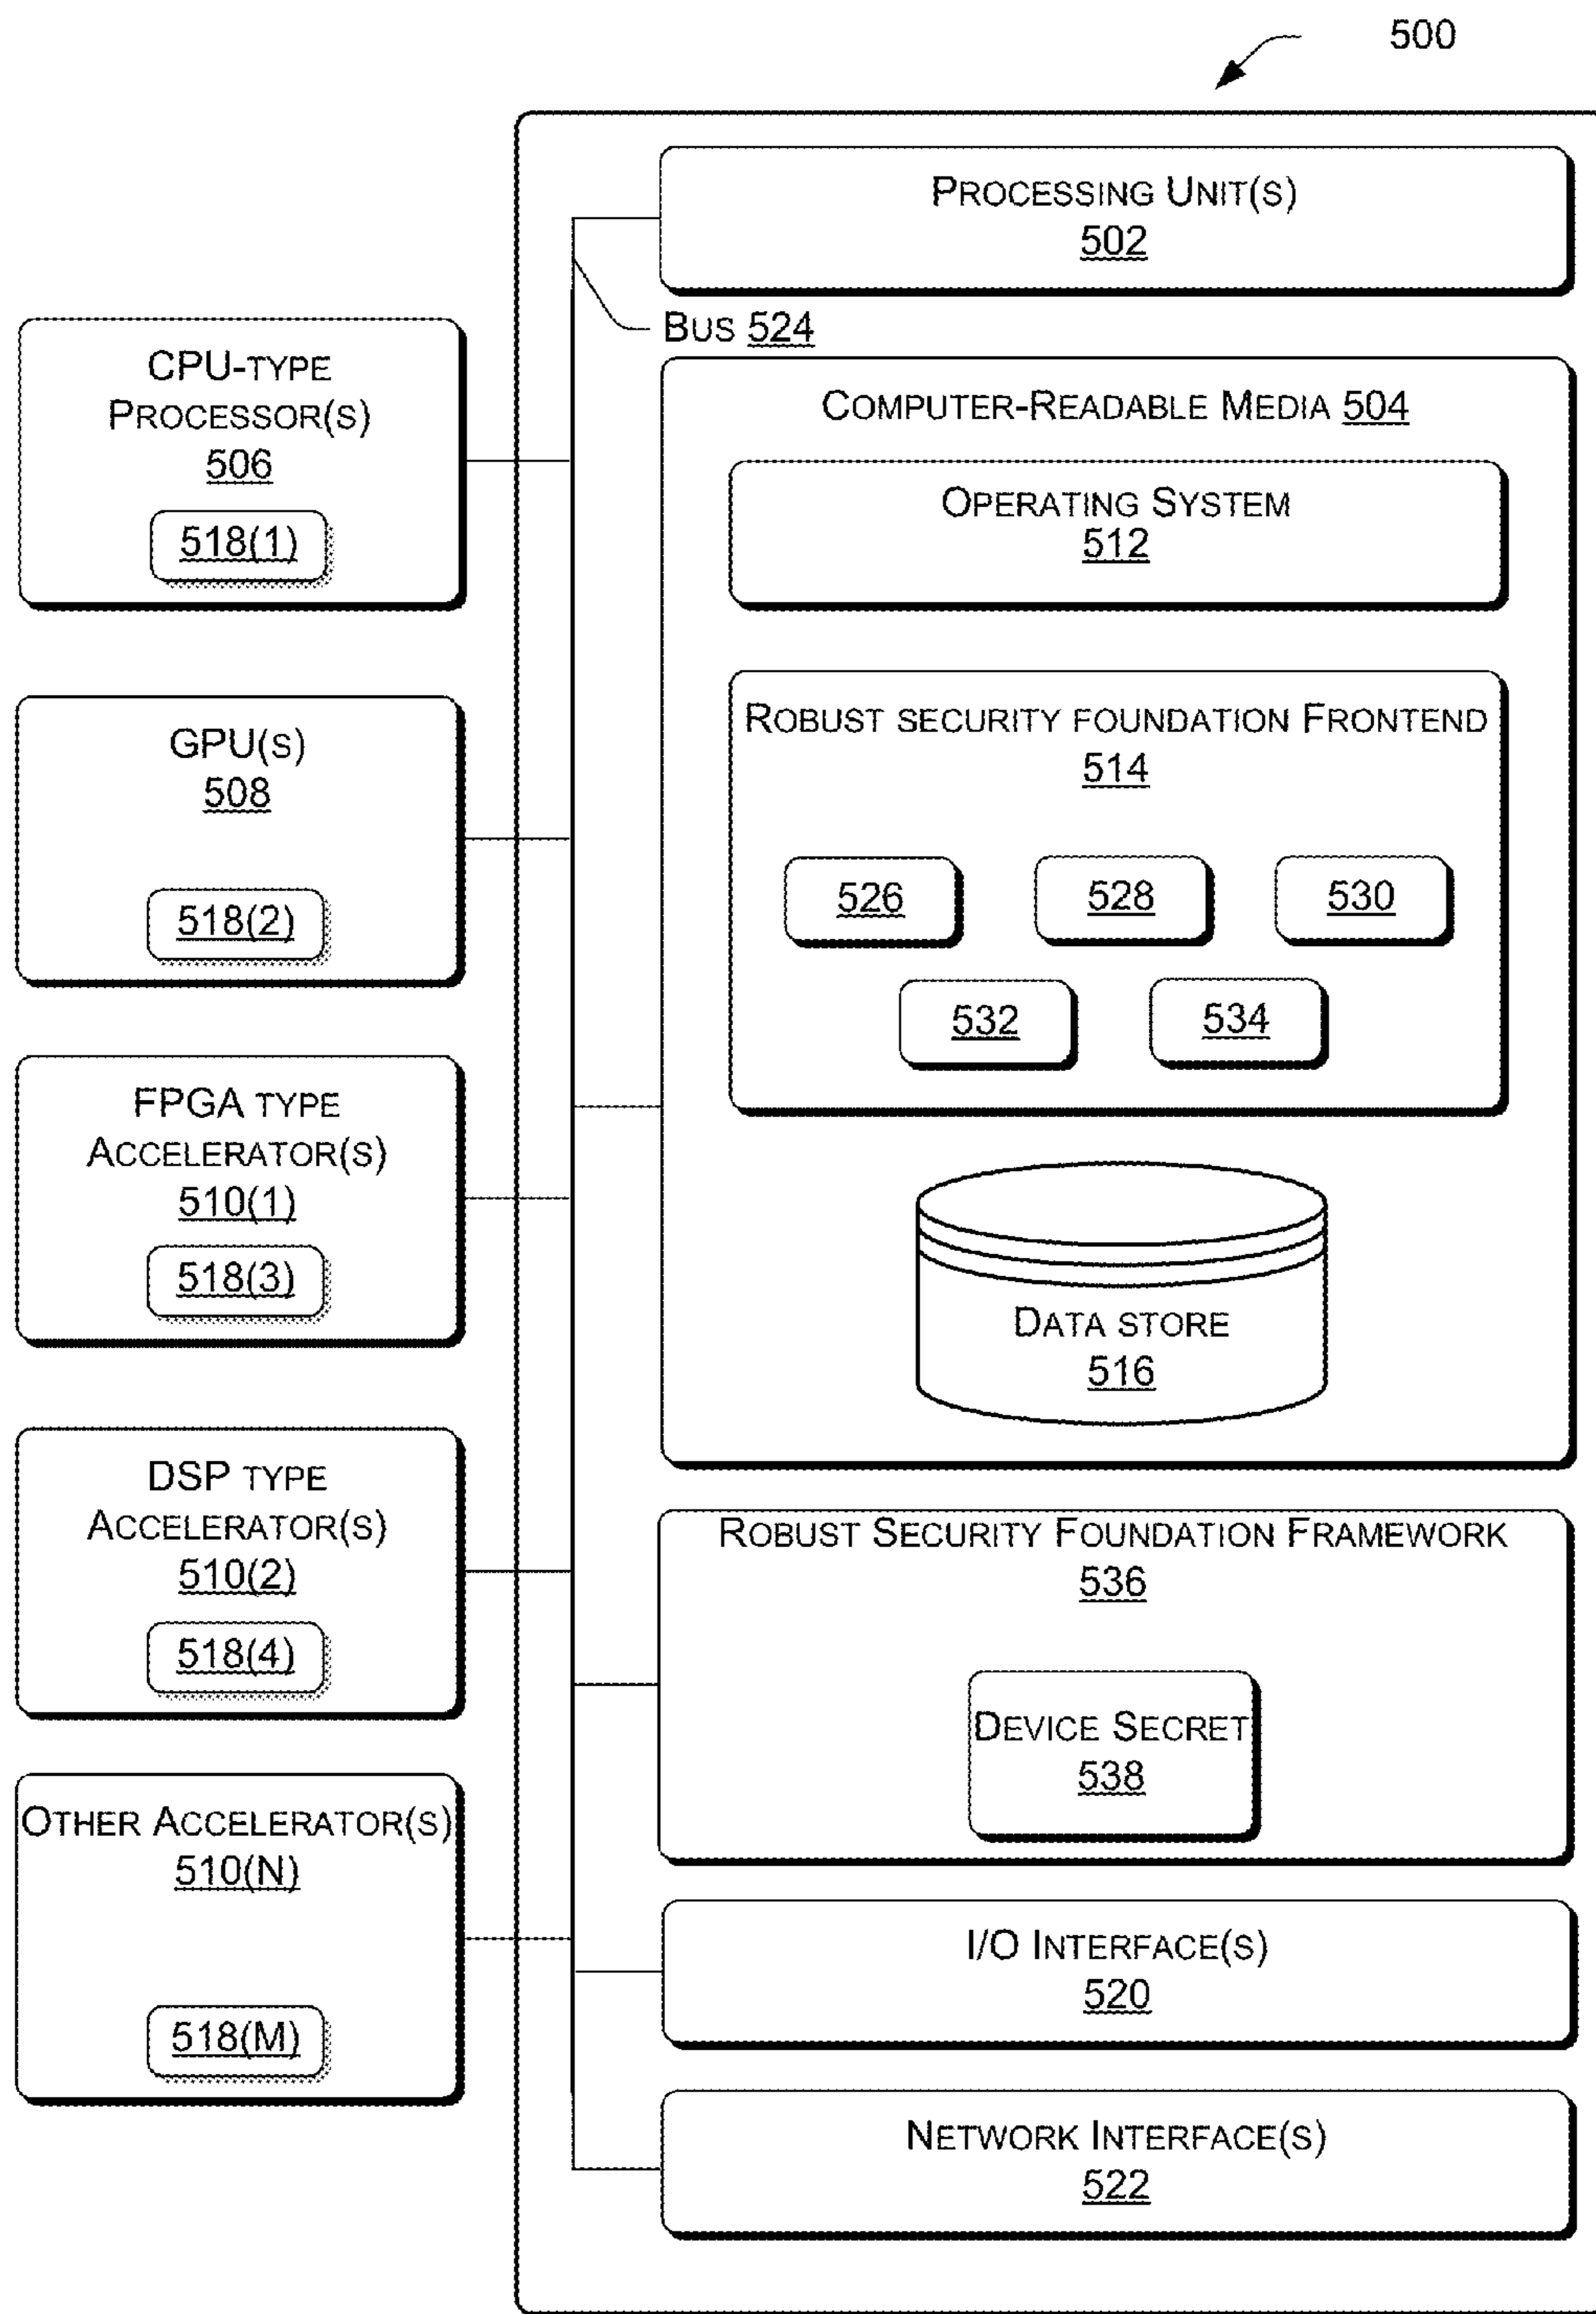 500
PROCESSING UNIT(S)
502
BUS 524
CPU-TYPE
PROCESSOR(S)
506
518(1)
GPU(S)
508
518(2)
FPGA TYPE
ACCELERATOR(S)
510(1)
518(3)
DSP TYPE
ACCELERATOR(S)
510(2)
518(4)
OTHER ACCELERATOR(S)
510(N)
518(M)
COMPUTER-READABLE MEDIA 504
OPERATING SYSTEM
512
ROBUST SECURITY FOUNDATION FRONTEND
514
526 528 530
532 534
DATA STORE
516
ROBUST SECURITY FOUNDATION FRAMEWORK
536
DEVICE SECRET
538
I/O INTERFACE(S)
520
NETWORK INTERFACE(S)
522